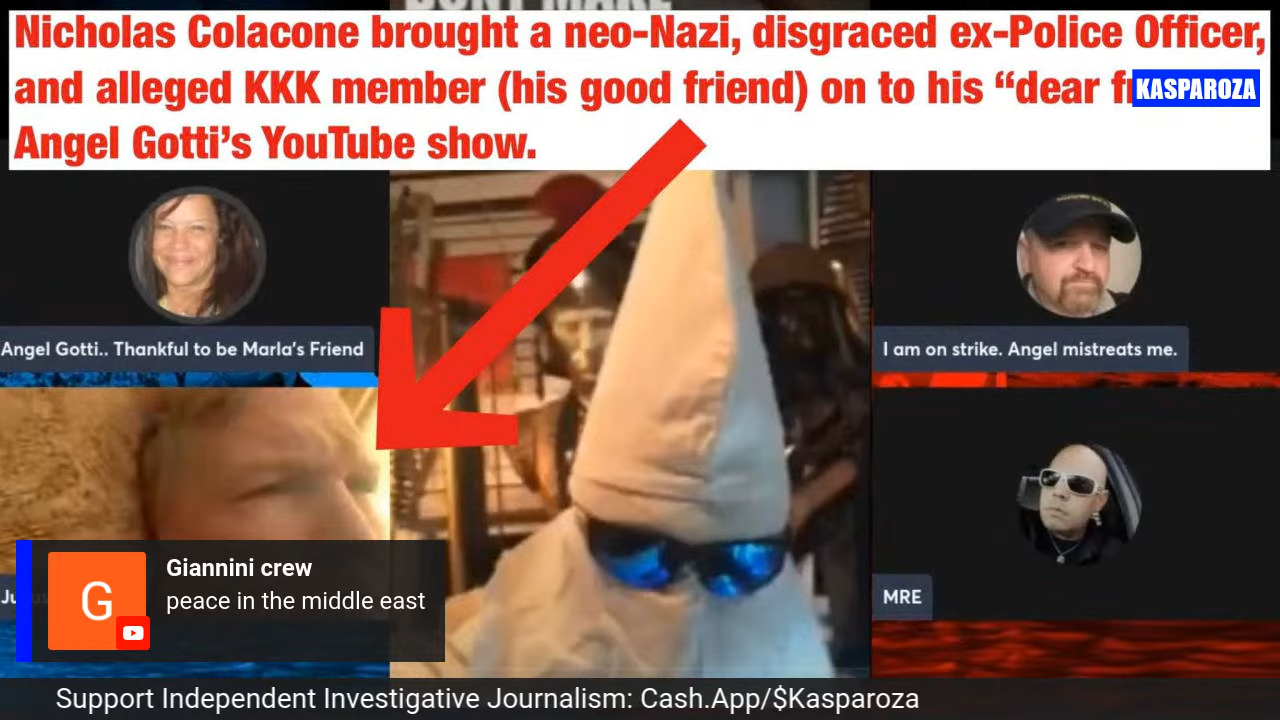 DON'T MAKE
Nicholas Colacone brought a neo-Nazi, disgraced ex-Police Officer,
and alleged KKK member (his good friend) on to his “dear fr
KASPAROZA
Angel Gotti’s YouTube show.
Angel Gotti.. Thankful to be Marla's Friend
I am on strike. Angel mistreats me.
G
Giannini crew
peace in the middle east
MRE
Support Independent Investigative Journalism: Cash.App/$Kasparoza